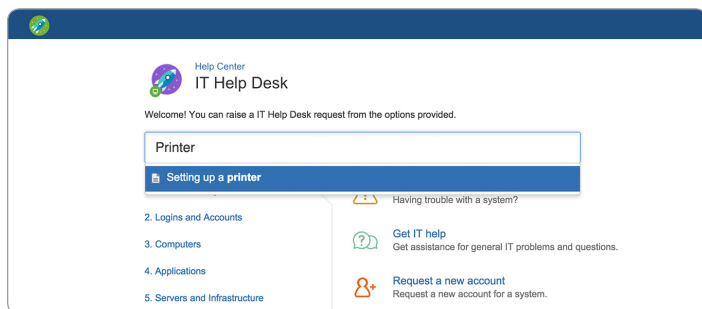 Help Center
IT Help Desk
Welcome! You can raise a IT Help Desk request from the options provided.
Printer
Setting up a printer
2. Logins and Accounts
3. Computers
4. Applications
5. Servers and Infrastructure
Having trouble with a system?
Get IT help
Get assistance for general IT problems and questions.
Request a new account
Request a new account for a system.